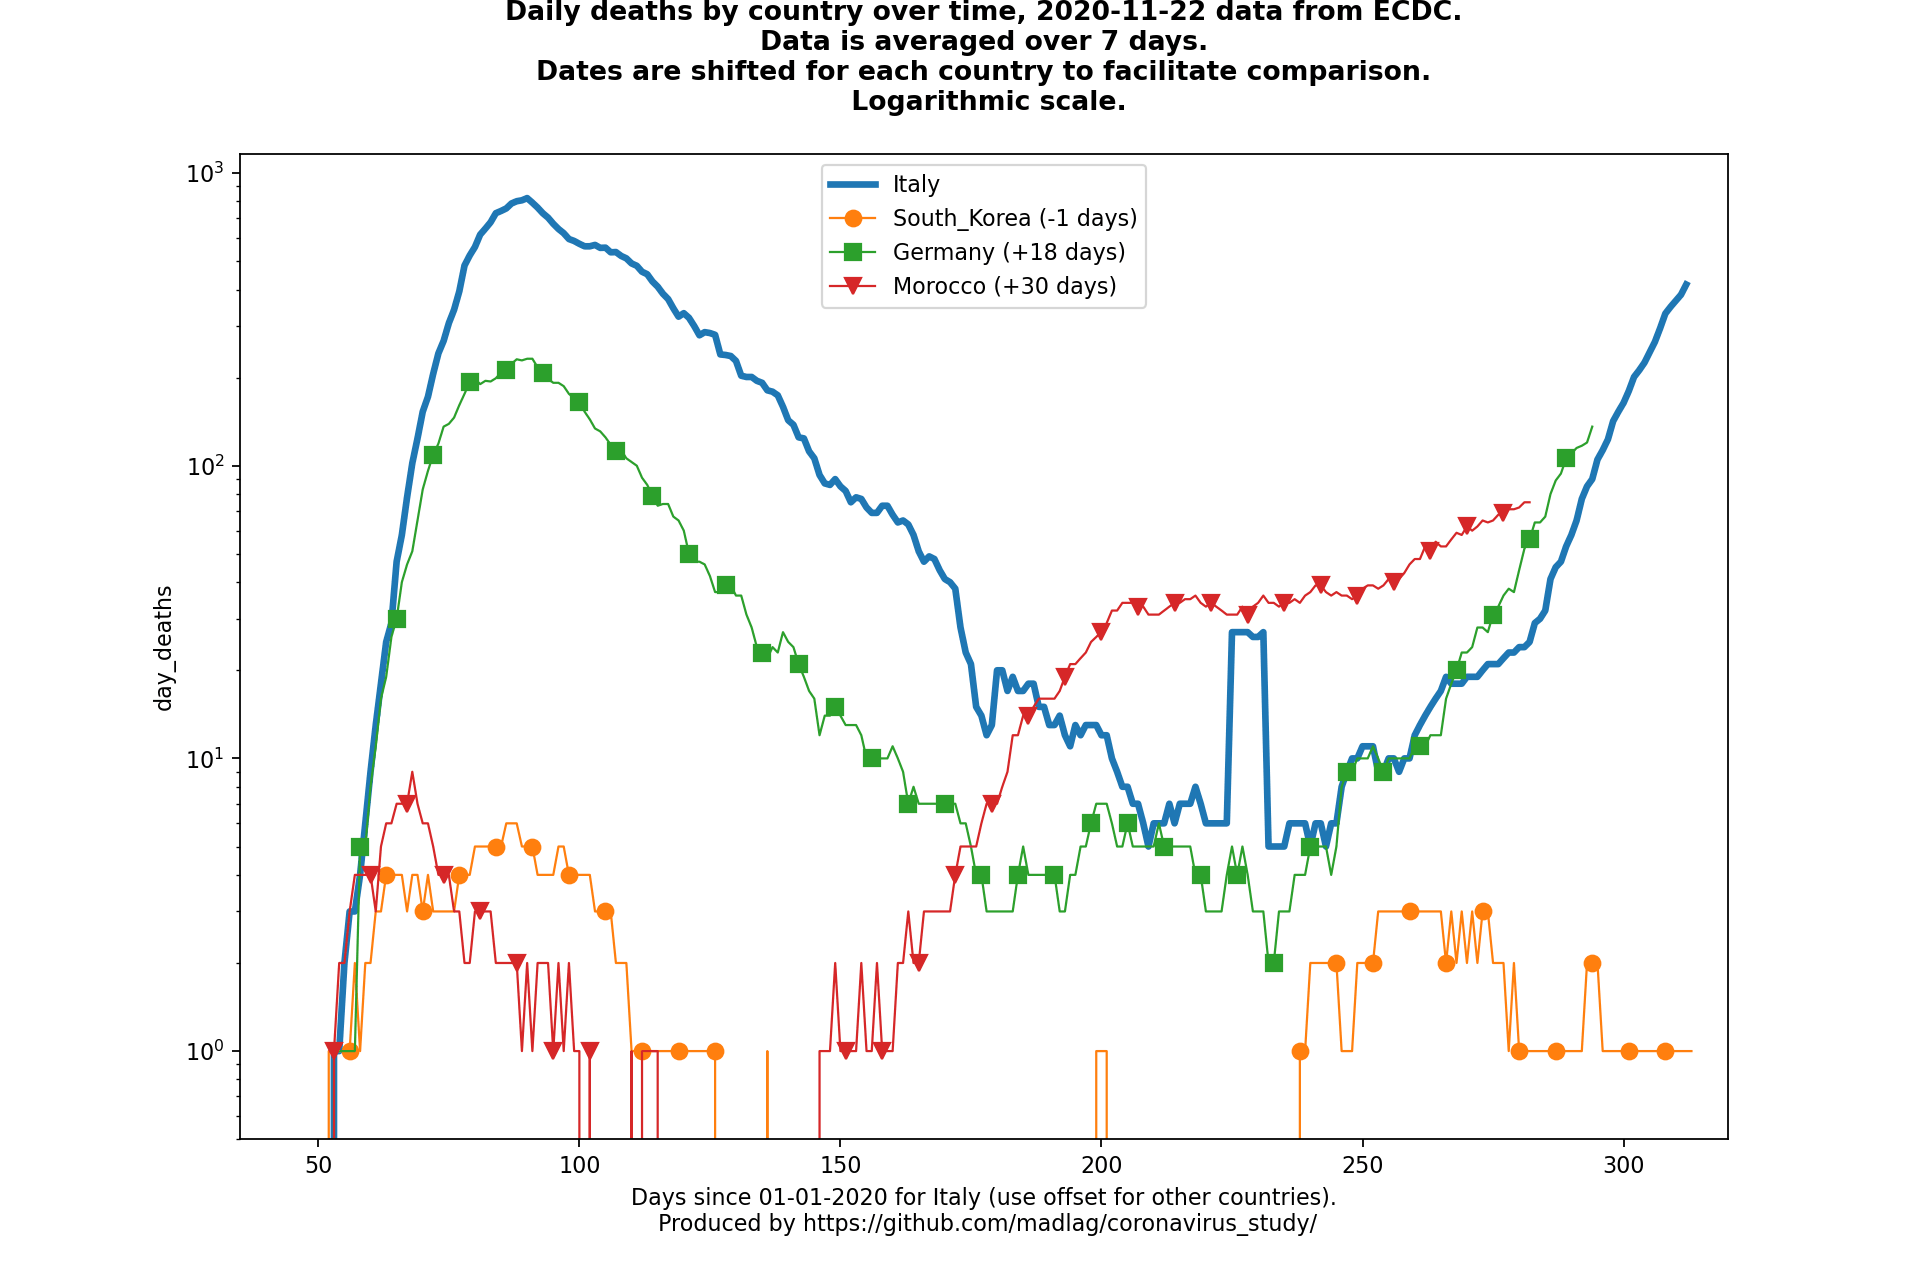 Daily deaths by country over time, 2020-11-22 data from ECDC.
Data is averaged over 7 days.
Dates are shifted for each country to facilitate comparison.
Logarithmic scale.
10³
10²
10¹
10⁰
day_deaths
Italy
South_Korea (-1 days)
Germany (+18 days)
Morocco (+30 days)
50 100 150 200 250 300
Days since 01-01-2020 for Italy (use offset for other countries).
Produced by https://github.com/madlag/coronavirus_study/